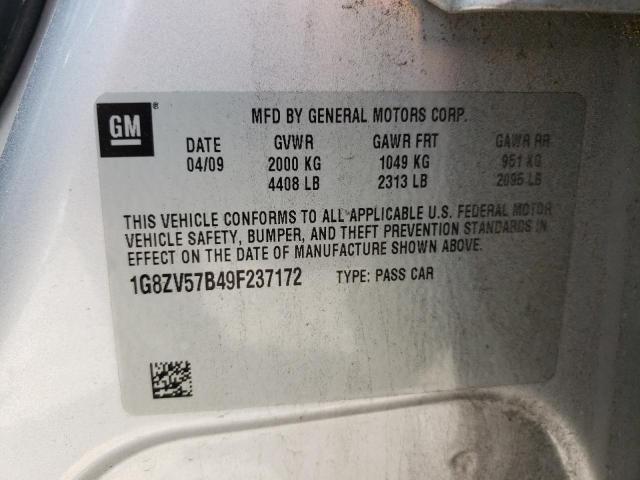 GM®
MFD BY GENERAL MOTORS CORP.
DATE GVWR GAWR FRT GAWR RR
04/09 2000 KG 1049 KG 951 KG
4408 LB 2313 LB 2095 LB
THIS VEHICLE CONFORMS TO ALL APPLICABLE U.S. FEDERAL MOTOR
VEHICLE SAFETY, BUMPER, AND THEFT PREVENTION STANDARDS IN
EFFECT ON THE DATE OF MANUFACTURE SHOWN ABOVE.
1G8ZV57B49F237172 TYPE: PASS CAR